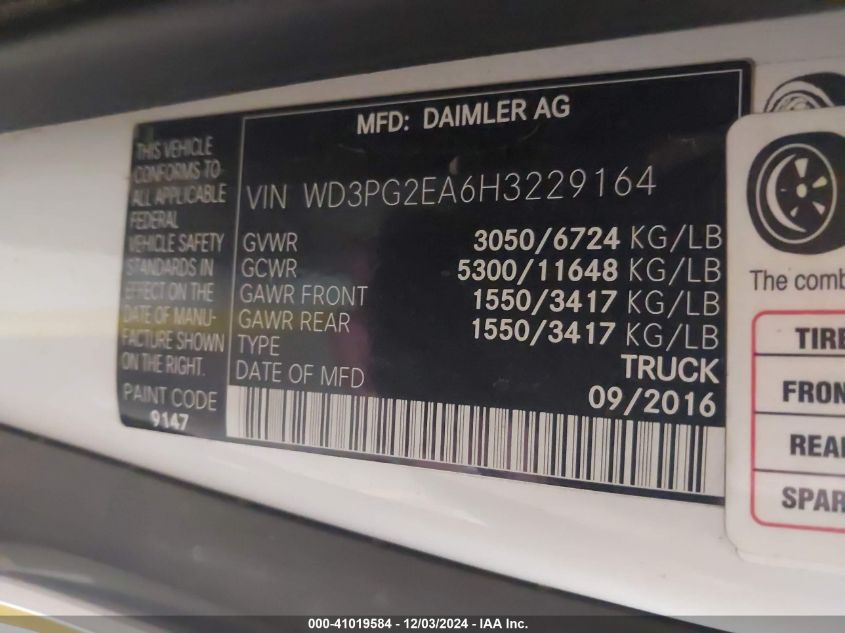 MFD: DAIMLER AG
THIS VEHICLE
CONFORMS TO
ALL APPLICABLE
FEDERAL
VEHICLE SAFETY
STANDARDS IN
EFFECT ON THE
DATE OF MANU-
FACTURE SHOWN
ON THE RIGHT.
PAINT CODE
9147
VIN WD3PG2EA6H3229164
GVWR 3050/6724 KG/LB
GCWR 5300/11648 KG/LB
GAWR FRONT 1550/3417 KG/LB
GAWR REAR 1550/3417 KG/LB
TYPE TRUCK
DATE OF MFD 09/2016
The comb
TIRE
FRON
REA
SPAR
000-41019584 - 12/03/2024 - IAA Inc.